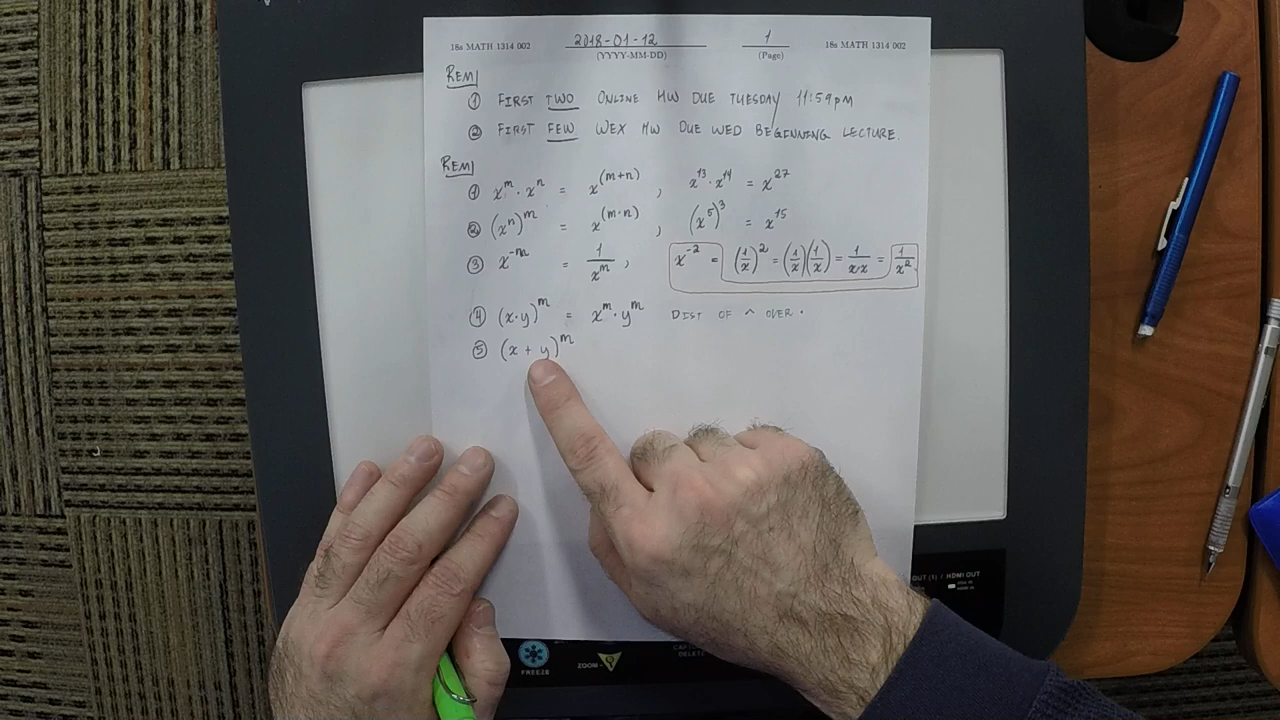 18s MATH 1314 002 2018-01-12 1 18s MATH 1314 002
(YYYY-MM-DD) (Page)
REM
① FIRST TWO ONLINE HW DUE TUESDAY 11:59pm
② FIRST FEW WEX HW DUE WED BEGINNING LECTURE.
REM
① x^m · x^n = x^(m+n) , x^13 · x^14 = x^27
② (x^n)^m = x^(m·n) , (x^5)^3 = x^15
③ x^-m = 1/x^m , x^-2 = (1/x)^2 = (1/x)(1/x) = 1/x·x = 1/x^2
④ (x·y)^m = x^m · y^m DIST OF ^ OVER ·
⑤ (x + y)^m
OUT (1) / HDMI OUT
FREEZE ZOOM
DELETE